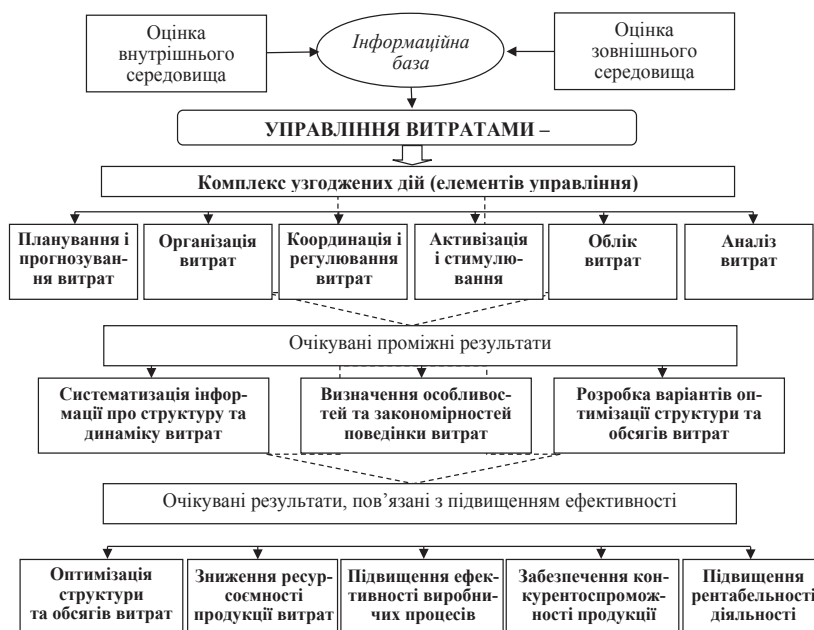 Оцінка
внутрішнього
середовища
Інформаційна
база
Оцінка
зовнішнього
середовища
УПРАВЛІННЯ ВИТРАТАМИ –
Комплекс узгоджених дій (елементів управління)
Планування і
прогнозуван-
ня витрат
Організація
витрат
Координація і
регулювання
витрат
Активізація
і стимулю-
вання
Облік
витрат
Аналіз
витрат
Очікувані проміжні результати
Систематизація інфор-
мації про структуру та
динаміку витрат
Визначення особливос-
тей та закономірностей
поведінки витрат
Розробка варіантів оп-
тимізації структури та
обсягів витрат
Очікувані результати, пов’язані з підвищенням ефективності
Оптимізація
структури
та обсягів витрат
Зниження ресур-
соємності
продукції витрат
Підвищення ефек-
тивності виробни-
чих процесів
Забезпечення кон-
курентоспромож-
ності продукції
Підвищення
рентабельності
діяльності